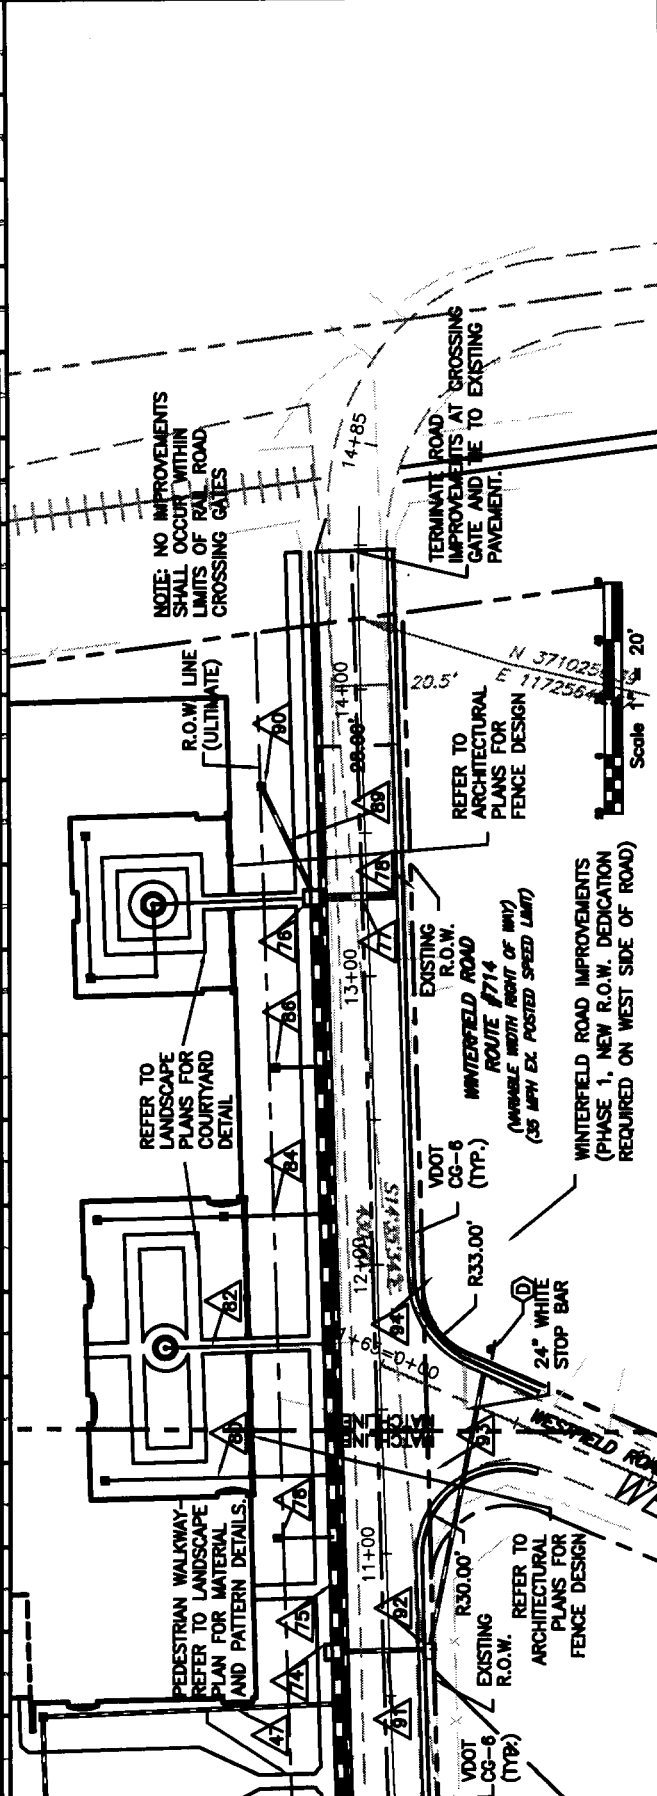 NOTE: NO IMPROVEMENTS
SHALL OCCUR WITHIN
LIMITS OF RAIL ROAD
CROSSING GATES
TERMINATE ROAD
IMPROVEMENTS AT CROSSING
GATE AND TIE TO EXISTING
PAVEMENT.
14+85
R.O.W. LINE
(ULTIMATE)
90
14+00
20.5'
28.00'
Scale 1" = 20'
REFER TO
ARCHITECTURAL
PLANS FOR
FENCE DESIGN
89
78
77
76
13+00
EXISTING
R.O.W.
WINTERFIELD ROAD
ROUTE #714
(VARIABLE WIDTH RIGHT OF WAY)
(35 MPH EX. POSTED SPEED LIMIT)
WINTERFIELD ROAD IMPROVEMENTS
(PHASE 1, NEW R.O.W. DEDICATION
REQUIRED ON WEST SIDE OF ROAD)
REFER TO
LANDSCAPE
PLANS FOR
COURTYARD
DETAIL
86
84
VDOT
CG-6
(TYP.)
12+00
R33.00'
82
94
D
24" WHITE
STOP BAR
MATCHLINE
MATCHLINE
93
WESTFIELD ROAD
PEDESTRIAN WALKWAY-
REFER TO LANDSCAPE
PLAN FOR MATERIAL
AND PATTERN DETAILS.
76
11+00
R30.00'
REFER TO
ARCHITECTURAL
PLANS FOR
FENCE DESIGN
75
74
47
92
91
EXISTING
R.O.W.
VDOT
CG-6
(TYP.)